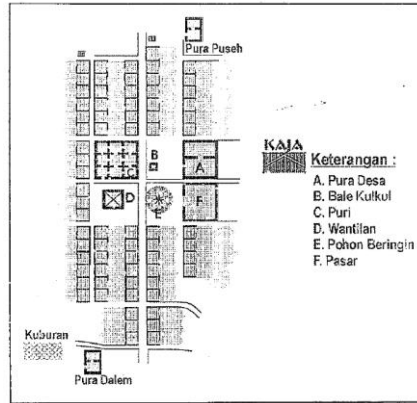 Pura Puseh
B
C
A
D
E
F
KAJA
Keterangan :
A. Pura Desa
B. Bale Kulkul
C. Puri
D. Wantilan
E. Pohon Beringin
F. Pasar
Kuburan
Pura Dalem